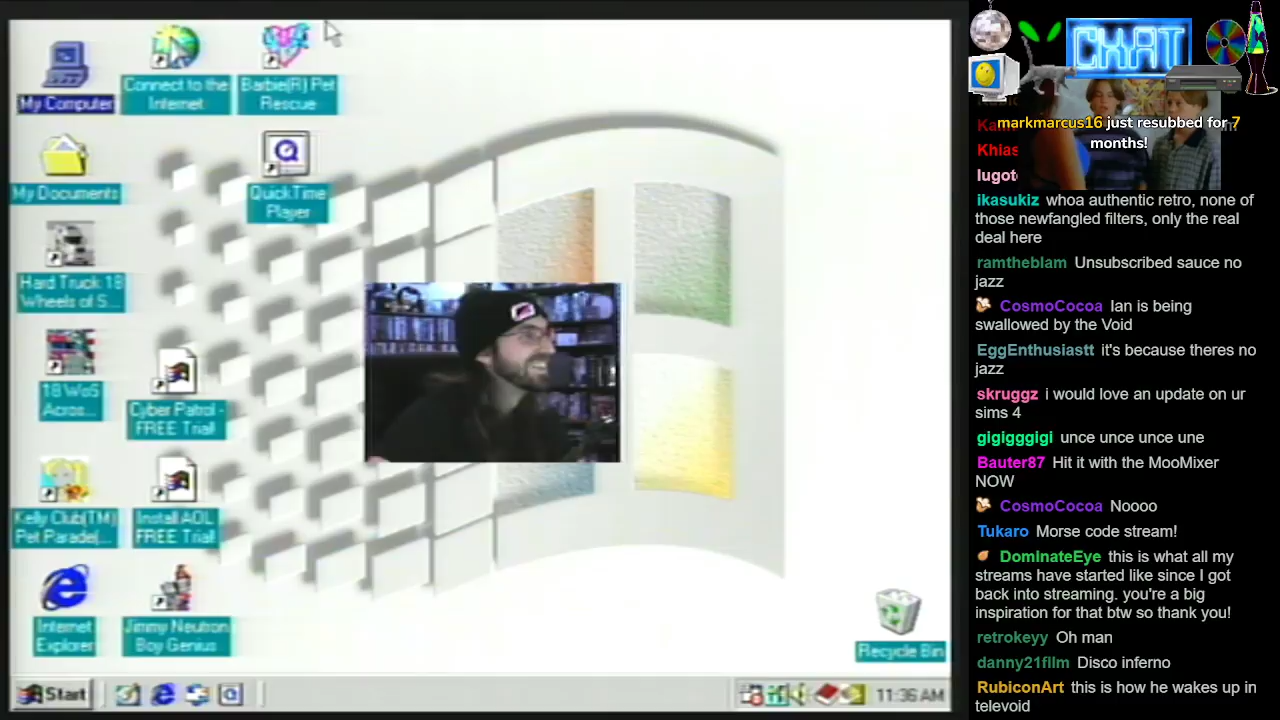 My Computer
Connect to the
Internet
Barbie(R) Pet
Rescue
My Documents
QuickTime
Player
Hard Truck: 18
Wheels of S...
18 WoS
Acros...
Cyber Patrol -
FREE Trial
Kelly Club(TM)
Pet Parade(...
Install AOL
FREE Trial
Internet
Explorer
Jimmy Neutron
Boy Genius
Recycle Bin
Start
11:36 AM
CHAT
markmarcus16 just resubbed for 7
months!
ikasukiz whoa authentic retro, none of
those newfangled filters, only the real
deal here
ramtheblam Unsubscribed sauce no
jazz
CosmoCocoa Ian is being
swallowed by the Void
EggEnthusiastt it's because theres no
jazz
skruggz i would love an update on ur
sims 4
gigigggigi unce unce unce une
Bauter87 Hit it with the MooMixer
NOW
CosmoCocoa Noooo
Tukaro Morse code stream!
DominateEye this is what all my
streams have started like since I got
back into streaming. you're a big
inspiration for that btw so thank you!
retrokeyy Oh man
danny21film Disco inferno
RubiconArt this is how he wakes up in
televoid